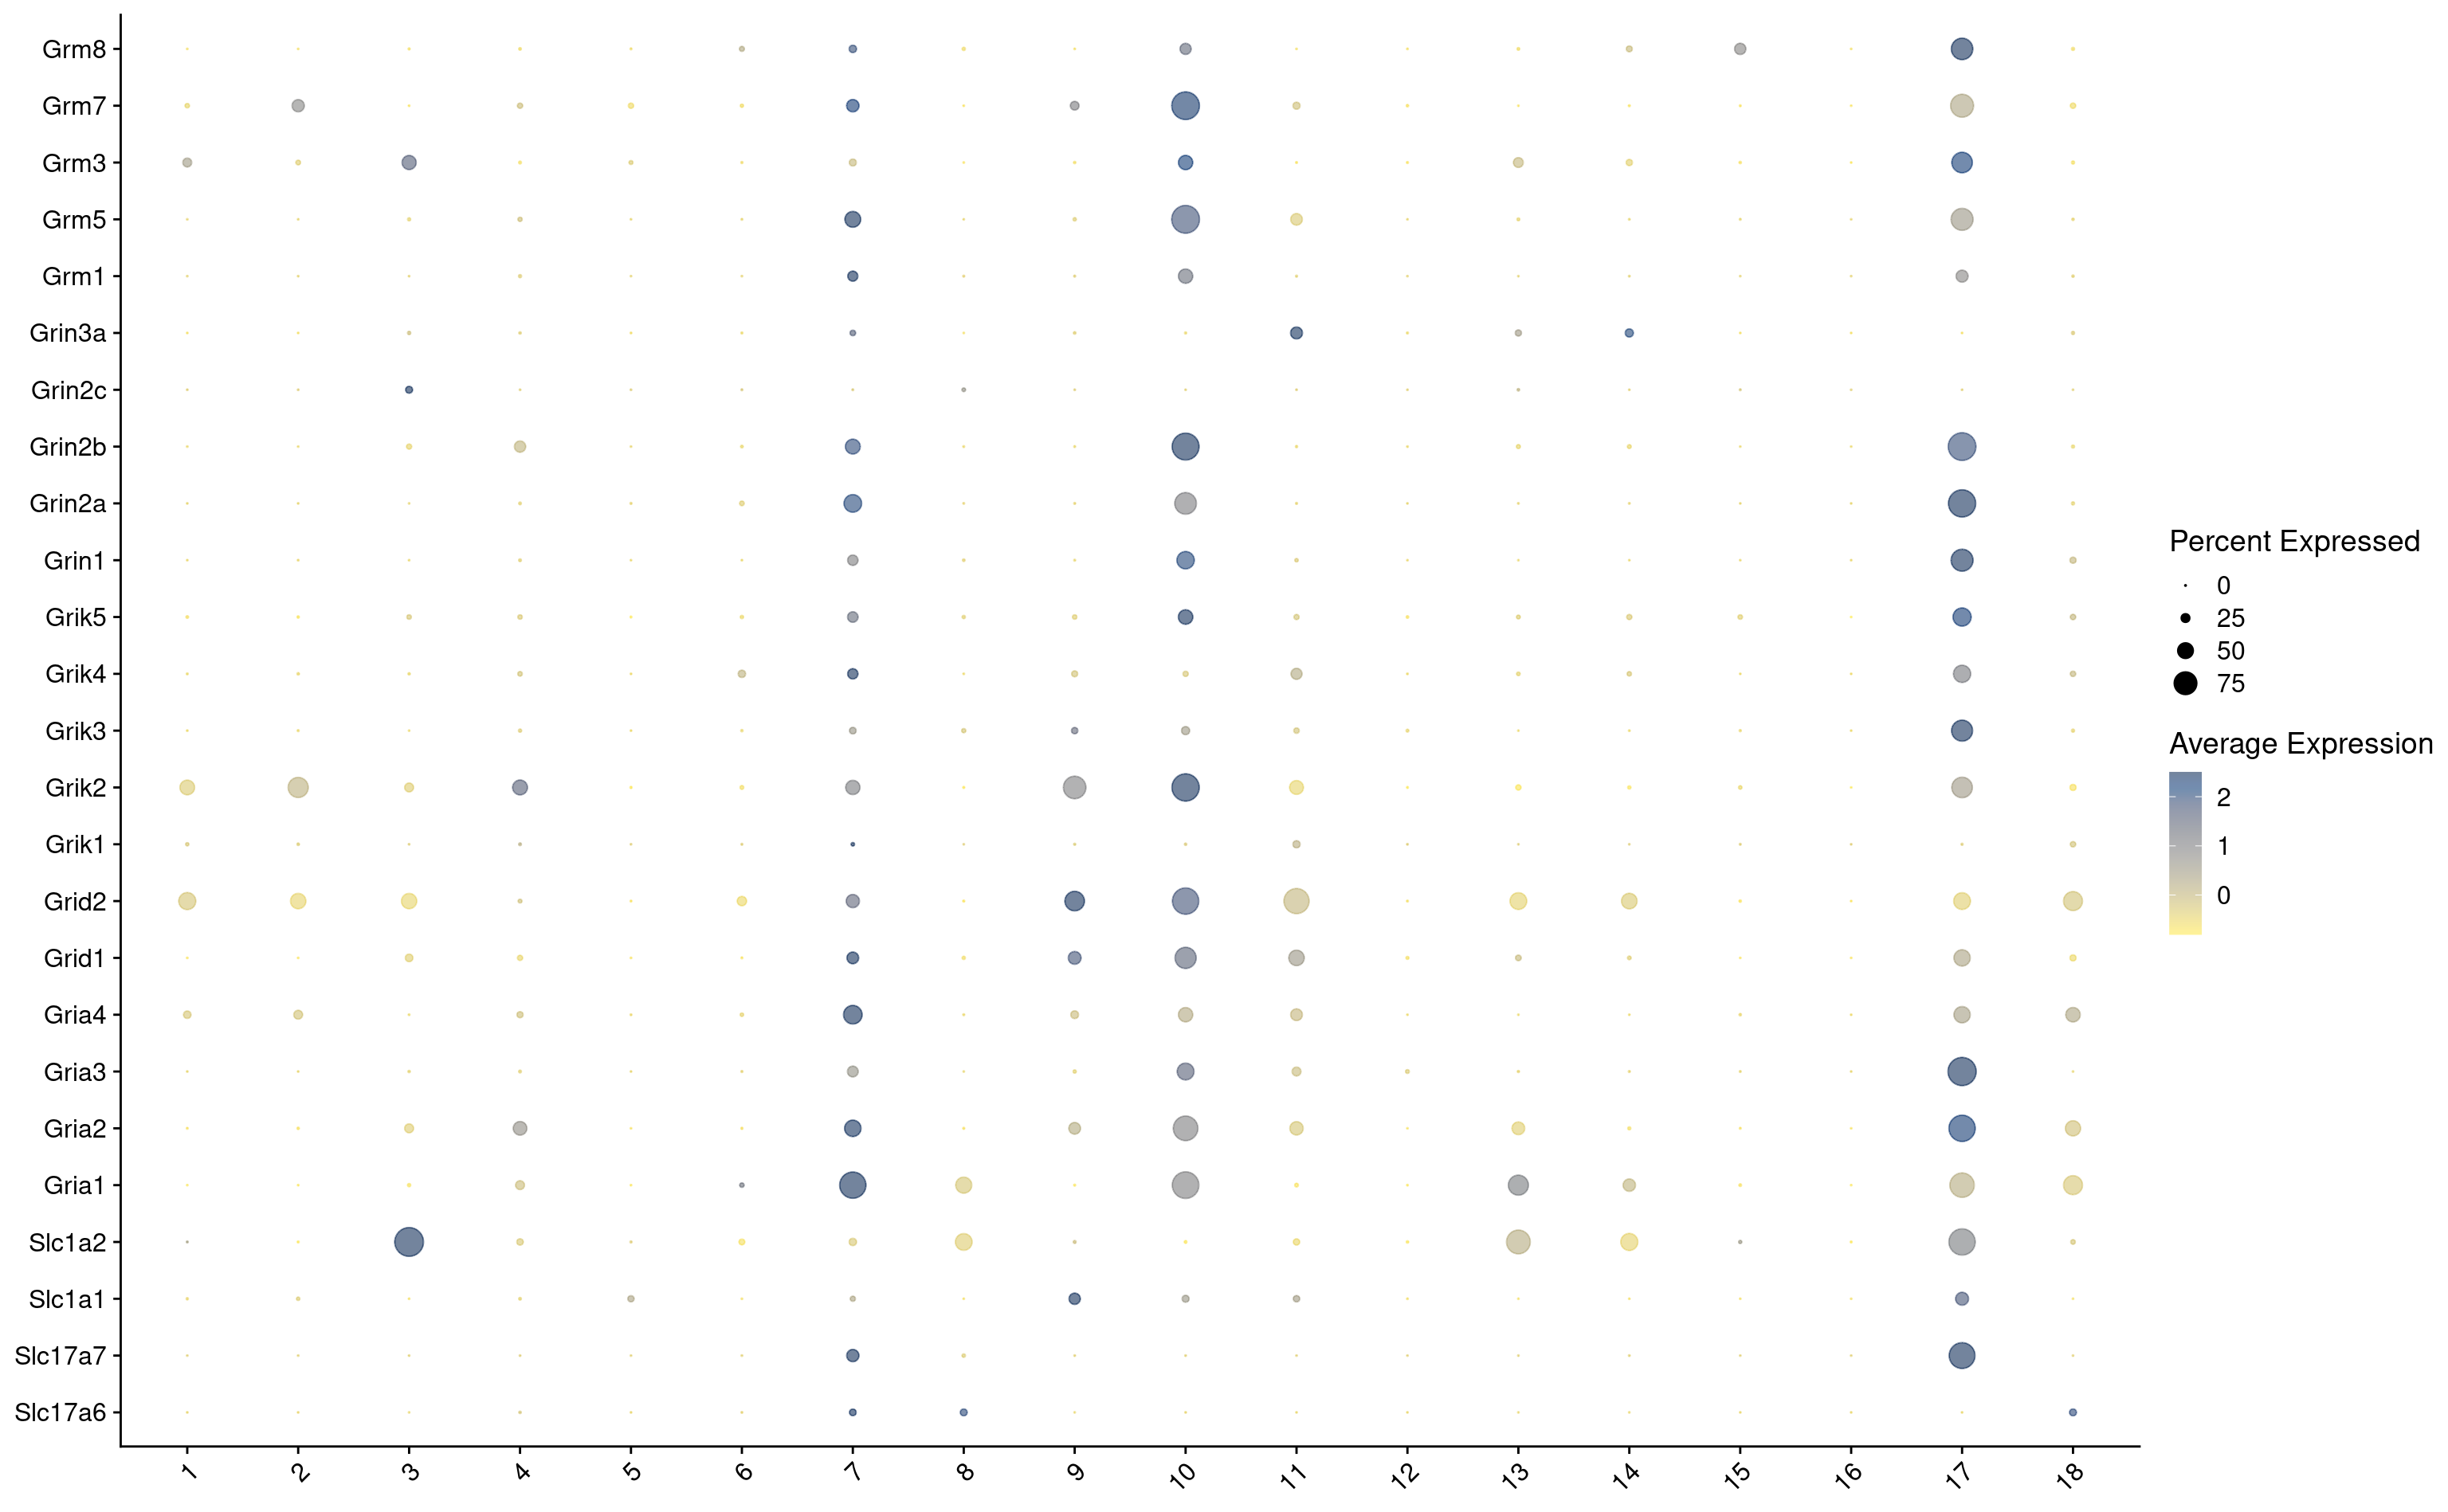 Grm8
Grm7
Grm3
Grm5
Grm1
Grin3a
Grin2c
Grin2b
Grin2a
Grin1
Grik5
Grik4
Grik3
Grik2
Grik1
Grid2
Grid1
Gria4
Gria3
Gria2
Gria1
Slc1a2
Slc1a1
Slc17a7
Slc17a6
1 2 3 4 5 6 7 8 9 10 11 12 13 14 15 16 17 18
Percent Expressed
0
25
50
75
Average Expression
2
1
0